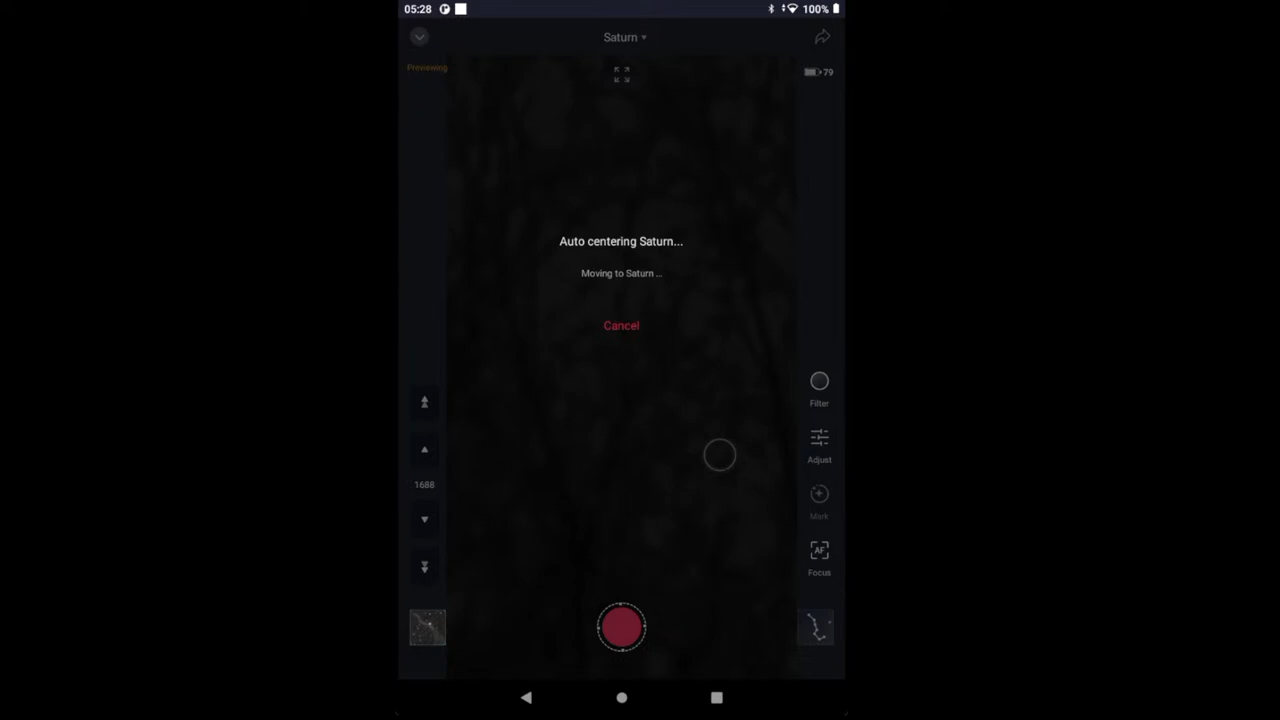 05:28
100%
Saturn
Previewing
79
Auto centering Saturn...
Moving to Saturn ...
Cancel
Filter
Adjust
1688
Mark
AF
Focus